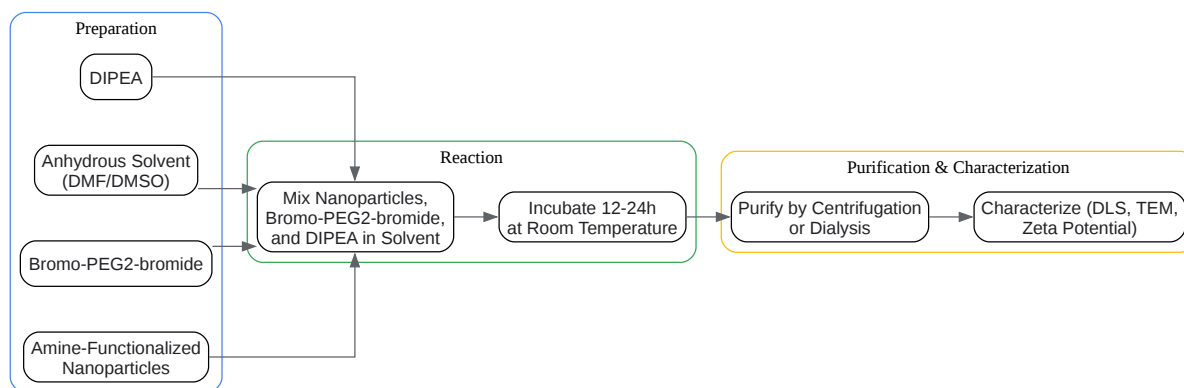 Preparation
DIPEA
Anhydrous Solvent
(DMF/DMSO)
Bromo-PEG2-bromide
Amine-Functionalized
Nanoparticles
Reaction
Mix Nanoparticles,
Bromo-PEG2-bromide,
and DIPEA in Solvent
Incubate 12-24h
at Room Temperature
Purification & Characterization
Purify by Centrifugation
or Dialysis
Characterize (DLS, TEM,
Zeta Potential)